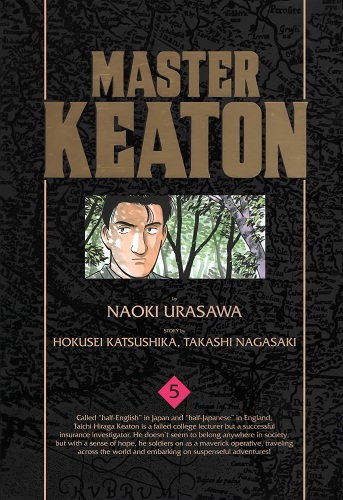 MASTER
KEATON
by
NAOKI URASAWA
STORY by
HOKUSEI KATSUSHIKA, TAKASHI NAGASAKI
5
Called "half-English" in Japan and "half-Japanese" in England,
Taichi Hiraga Keaton is a failed college lecturer but a successful
insurance investigator. He doesn't seem to belong anywhere in society,
but with a sense of hope, he soldiers on as a maverick operative, traveling
across the world and embarking on suspenseful adventures!